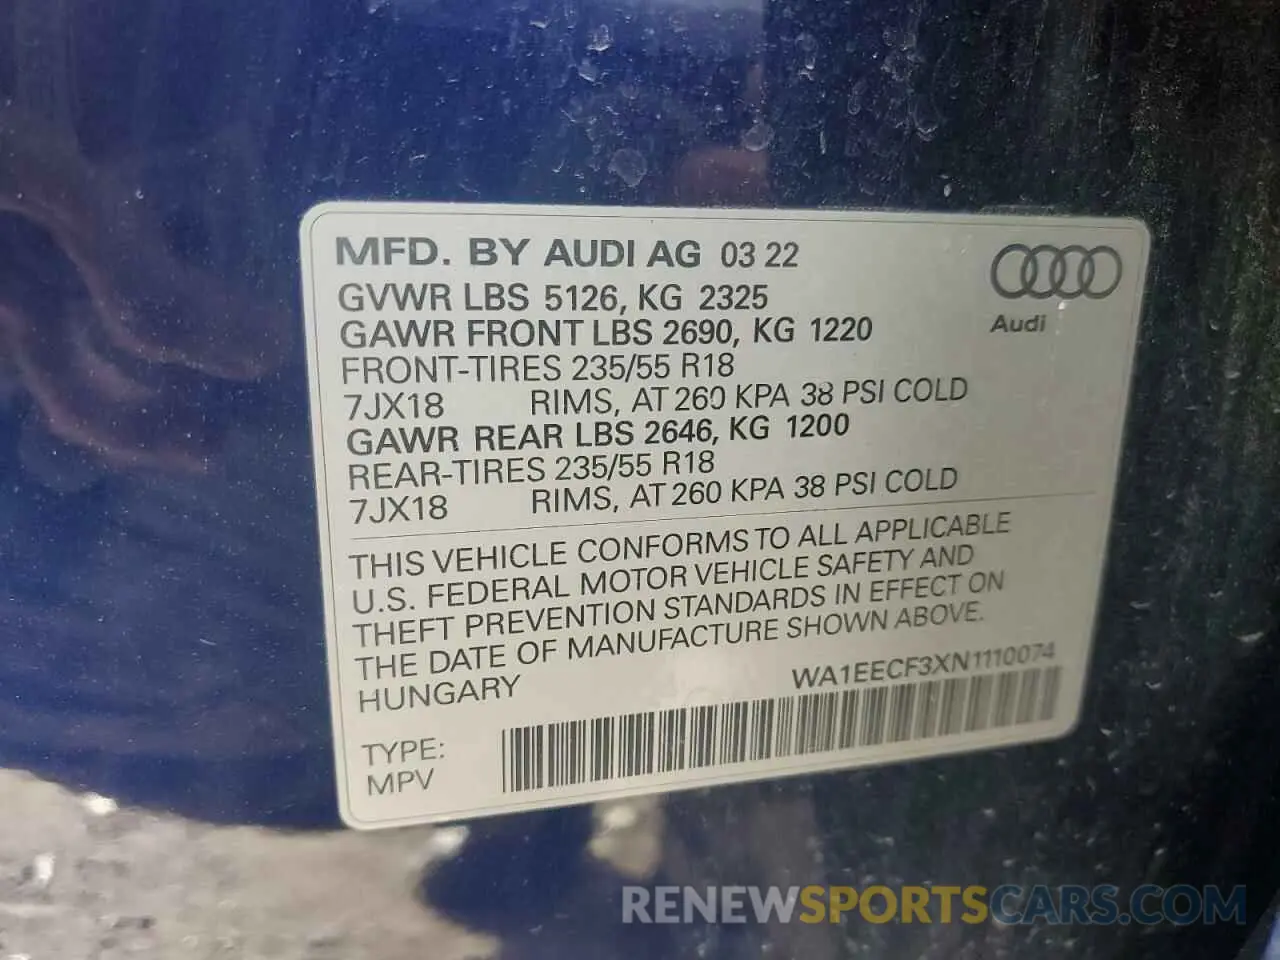 MFD. BY AUDI AG 03 22
GVWR LBS 5126, KG 2325
GAWR FRONT LBS 2690, KG 1220
FRONT-TIRES 235/55 R18
7JX18 RIMS, AT 260 KPA 38 PSI COLD
GAWR REAR LBS 2646, KG 1200
REAR-TIRES 235/55 R18
7JX18 RIMS, AT 260 KPA 38 PSI COLD
Audi
THIS VEHICLE CONFORMS TO ALL APPLICABLE
U.S. FEDERAL MOTOR VEHICLE SAFETY AND
THEFT PREVENTION STANDARDS IN EFFECT ON
THE DATE OF MANUFACTURE SHOWN ABOVE.
HUNGARY WA1EECF3XN1110074
TYPE:
MPV
RENEWSPORTSCARS.COM